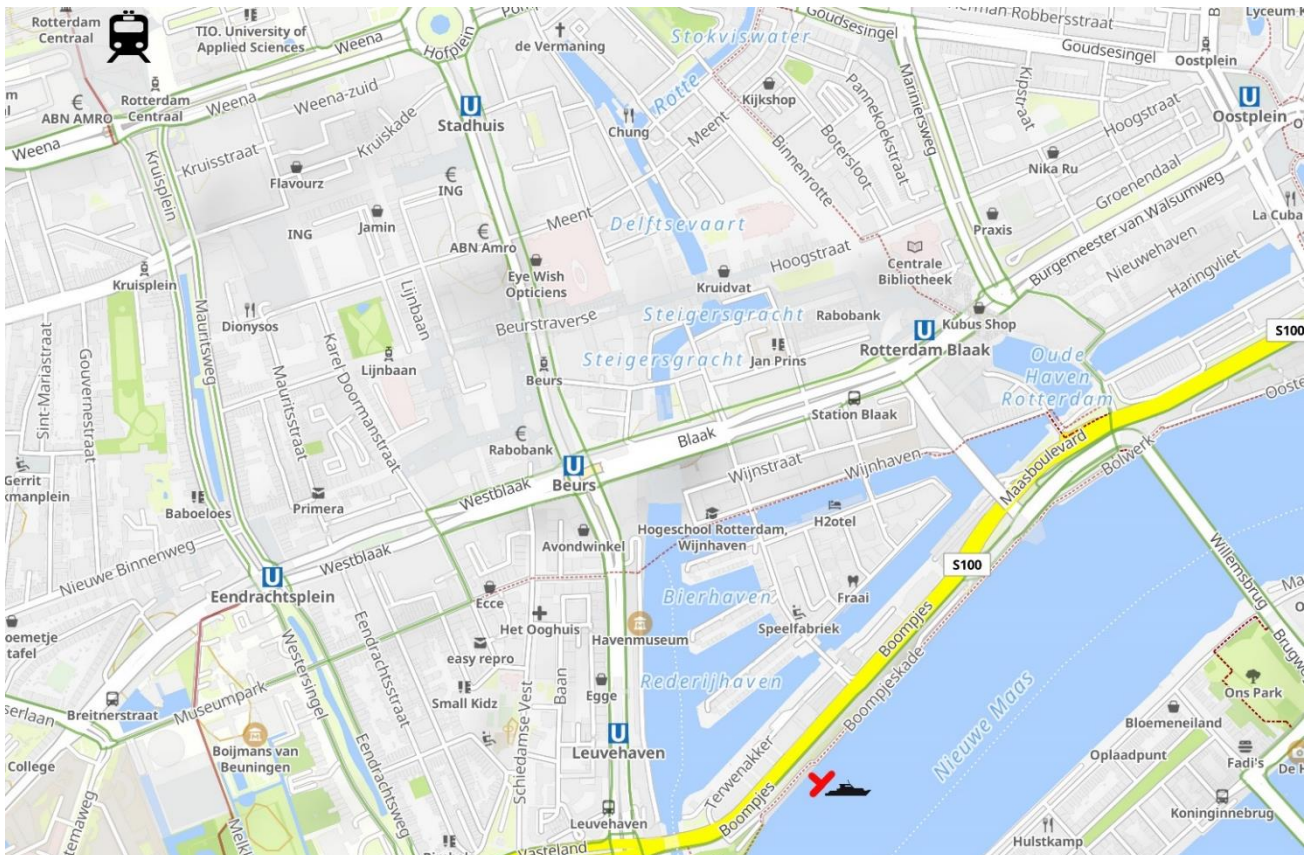 Rotterdam
Centraal
TIO. University of
Applied Sciences
Weena
Hofplein
de Vermaning
Stokviswater
Goudsesingel
Herman Robbersstraat
Goudsesingel
Oostplein
Lyceum K
ABN AMRO
Rotterdam
Centraal
Weena
Weena-zuid
U
Stadhuis
Chung
Rotte
Kijkshop
Pannekoekstraat
Mariniersweg
Kipstraat
Hoogstraat
U
Oostplein
Weena
Kruisplein
Kruisstraat
Kruiskade
Flavourz
ING
Meent
Binnenrotte
Botersloot
Nika Ru
Groenendaal
Burgemeester van Walsumweg
La Cuba
ING
Jamin
Meent
ABN Amro
Delftsevaart
Hoogstraat
Centrale
Bibliotheek
Praxis
Nieuwehaven
Haringvliet
Kruisplein
Mauritsweg
Dionysos
Lijnbaan
Eye Wish
Opticiens
Kruidvat
Beurstraverse
Steigersgracht
Rabobank
Kubus Shop
U
Rotterdam Blaak
S100
Sint-Mariastraat
Gouvernestraat
Mauritsstraat
Karel Doormanstraat
Lijnbaan
Beurs
Steigersgracht
Jan Prins
Oude
Haven
Rotterdam
Station Blaak
Rabobank
Blaak
Wijnstraat
Wijnhaven
Maasboulevard
Bolwerk
Gerrit
U
Beurs
Westblaak
Primera
Baboeloes
Nieuwe Binnenweg
Westblaak
Avondwinkel
Hogeschool Rotterdam,
Wijnhaven
H2otel
S100
Willemsbrug
U
Eendrachtsplein
Ecce
Het Ooghuis
Havenmuseum
Bierhaven
Fraai
Speelfabriek
Boompjes
Boompjeskade
Westersingel
Eendrachtsstraat
easy repro
Small Kidz
Baan
Egge
Rederijhaven
Nieuwe Maas
Ons Park
Bloemeneiland
Breitnerstraat
Museumpark
Boijmans van
Beuningen
Schiedamse-Vest
U
Leuvehaven
Terwenakker
Oplaadpunt
Fadi's
College
Eendrachtsweg
Leuvehaven
Boompjes
Koninginnebrug
Hulstkamp
Vasteland